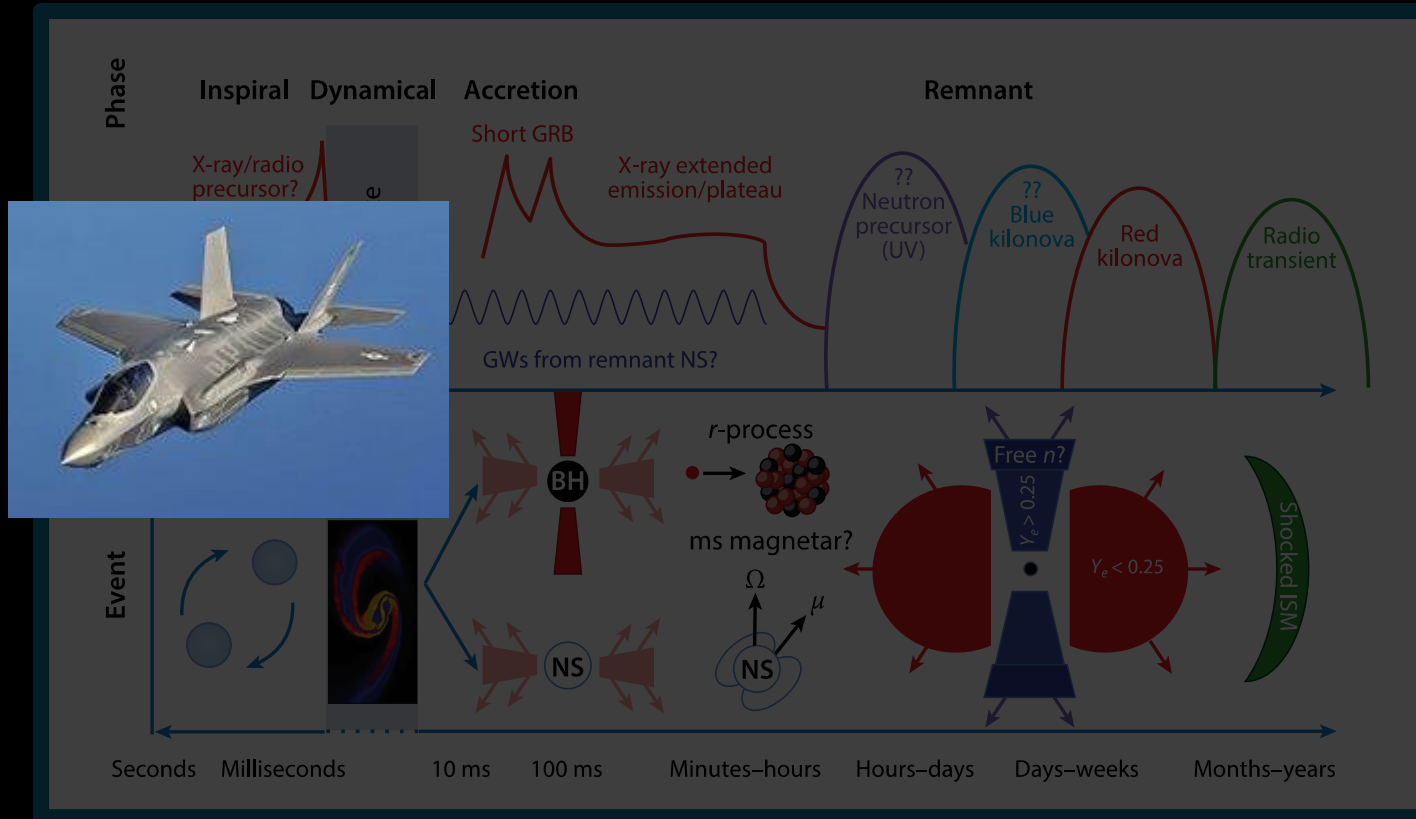 Phase
Inspiral
Dynamical
Accretion
Remnant
X-ray/radio
precursor?
Short GRB
X-ray extended
emission/plateau
??
Neutron
precursor
(UV)
??
Blue
kilonova
Red
kilonova
Radio
transient
GWs from remnant NS?
Event
BH
NS
r-process
ms magnetar?
Ω
μ
NS
Free n?
Yₑ > 0.25
Yₑ < 0.25
Shocked ISM
Seconds
Milliseconds
10 ms
100 ms
Minutes–hours
Hours–days
Days–weeks
Months–years